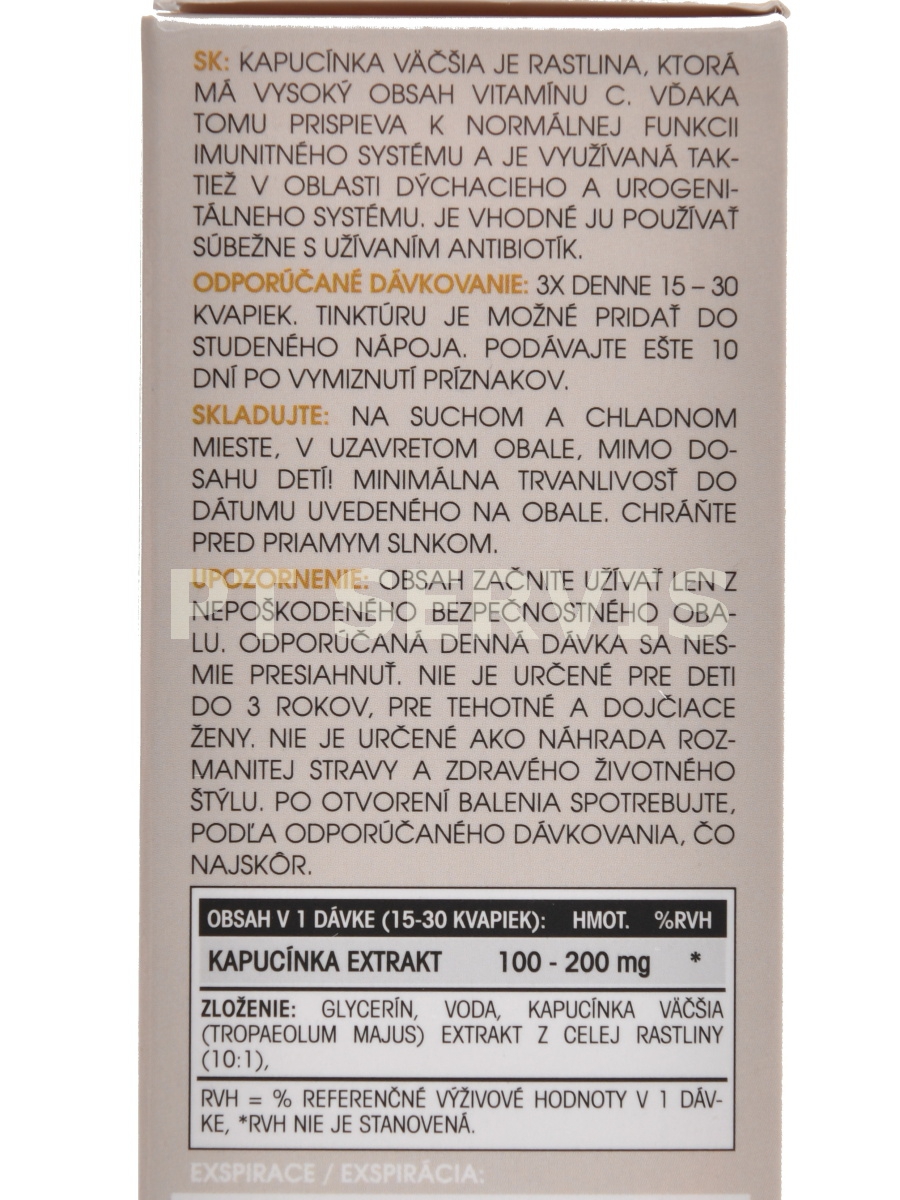 SK: KAPUCÍNKA VÄČŠIA JE RASTLINA, KTORÁ
MÁ VYSOKÝ OBSAH VITAMÍNU C. VĎAKA
TOMU PRISPIEVA K NORMÁLNEJ FUNKCII
IMUNITNÉHO SYSTÉMU A JE VYUŽÍVANÁ TAK-
TIEŽ V OBLASTI DÝCHACIEHO A UROGENI-
TÁLNEHO SYSTÉMU. JE VHODNÉ JU POUŽÍVAŤ
SÚBEŽNE S UŽÍVANÍM ANTIBIOTÍK.
ODPORÚČANÉ DÁVKOVANIE: 3X DENNE 15 – 30
KVAPIEK. TINKTÚRU JE MOŽNÉ PRIDAŤ DO
STUDENÉHO NÁPOJA. PODÁVAJTE EŠTE 10
DNÍ PO VYMIZNUTÍ PRÍZNAKOV.
SKLADUJTE: NA SUCHOM A CHLADNOM
MIESTE, V UZAVRETOM OBALE, MIMO DO-
SAHU DETÍ! MINIMÁLNA TRVANLIVOSŤ DO
DÁTUMU UVEDENÉHO NA OBALE. CHRÁŇTE
PRED PRIAMYM SLNKOM.
UPOZORNENIE: OBSAH ZAČNITE UŽÍVAŤ LEN Z
PT SERVIS
NEPOŠKODENÉHO BEZPEČNOSTNÉHO OBA-
LU. ODPORÚČANÁ DENNÁ DÁVKA SA NES-
MIE PRESIAHNUŤ. NIE JE URČENÉ PRE DETI
DO 3 ROKOV, PRE TEHOTNÉ A DOJČIACE
ŽENY. NIE JE URČENÉ AKO NÁHRADA ROZ-
MANITEJ STRAVY A ZDRAVÉHO ŽIVOTNÉHO
ŠTÝLU. PO OTVORENÍ BALENIA SPOTREBUJTE,
PODĽA ODPORÚČANÉHO DÁVKOVANIA, ČO
NAJSKÔR.
OBSAH V 1 DÁVKE (15-30 KVAPIEK): HMOT. %RVH
KAPUCÍNKA EXTRAKT 100 - 200 mg *
ZLOŽENIE: GLYCERÍN, VODA, KAPUCÍNKA VÄČŠIA
(TROPAEOLUM MAJUS) EXTRAKT Z CELEJ RASTLINY
(10:1),
RVH = % REFERENČNÉ VÝŽIVOVÉ HODNOTY V 1 DÁV-
KE, *RVH NIE JE STANOVENÁ.
EXSPIRACE / EXSPIRÁCIA: